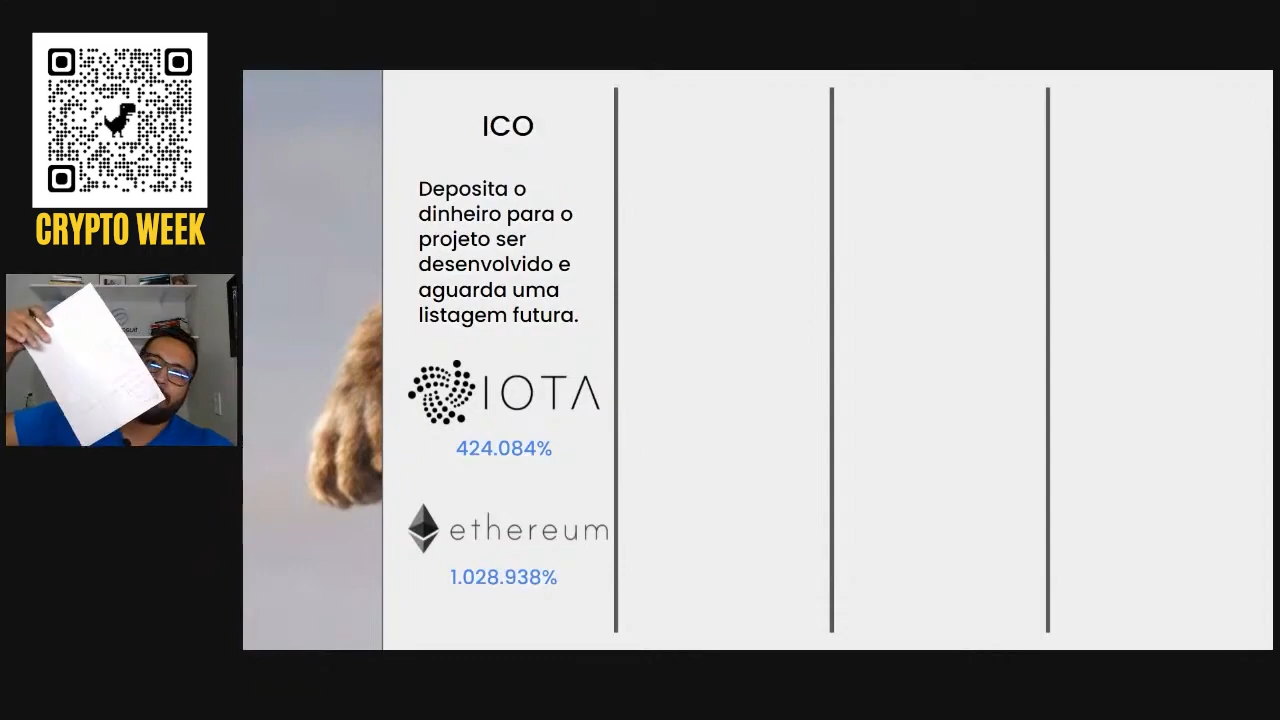 CRYPTO WEEK
ICO
Deposita o
dinheiro para o
projeto ser
desenvolvido e
aguarda uma
listagem futura.
IOTA
424.084%
ethereum
1.028.938%